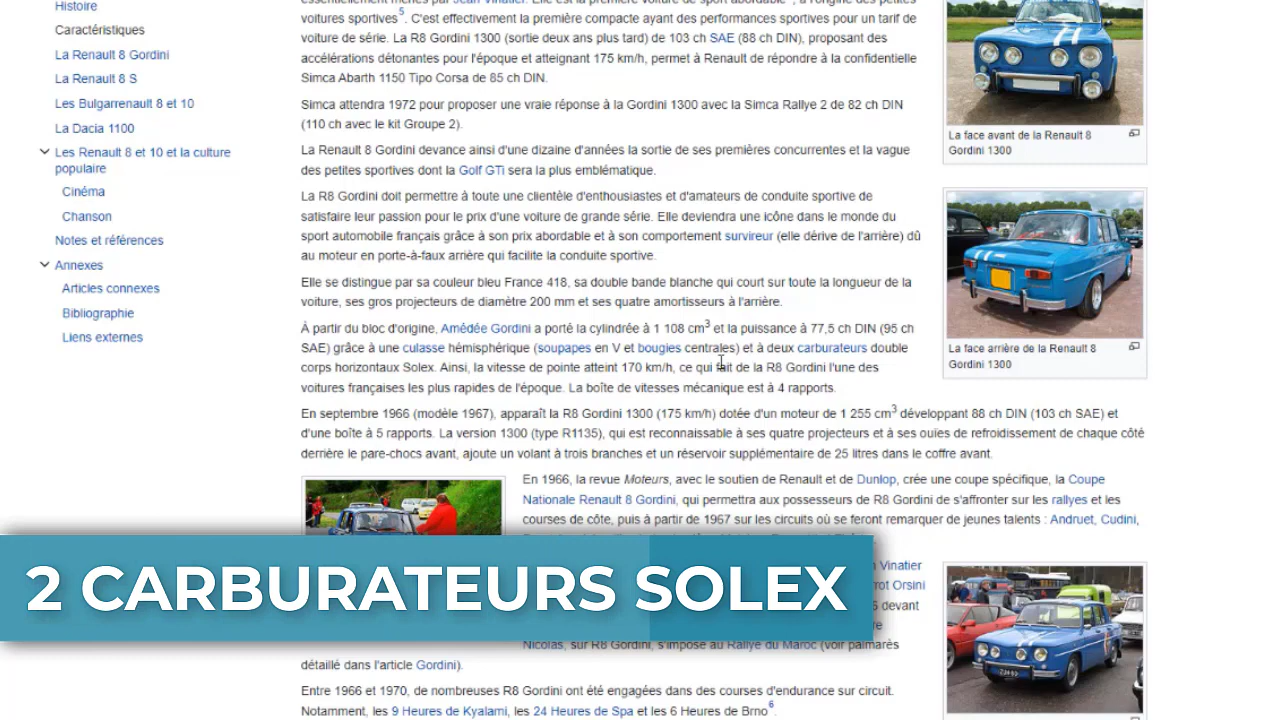 Histoire
Caractéristiques
La Renault 8 Gordini
La Renault 8 S
Les Bulgarrenault 8 et 10
La Dacia 1100
Les Renault 8 et 10 et la culture
populaire
Cinéma
Chanson
Notes et références
Annexes
Articles connexes
Bibliographie
Liens externes
voitures sportives5. C'est effectivement la première compacte ayant des performances sportives pour un tarif de
voiture de série. La R8 Gordini 1300 (sortie deux ans plus tard) de 103 ch SAE (88 ch DIN), proposant des
accélérations détonantes pour l'époque et atteignant 175 km/h, permet à Renault de répondre à la confidentielle
Simca Abarth 1150 Tipo Corsa de 85 ch DIN.
Simca attendra 1972 pour proposer une vraie réponse à la Gordini 1300 avec la Simca Rallye 2 de 82 ch DIN
(110 ch avec le kit Groupe 2).
La Renault 8 Gordini devance ainsi d'une dizaine d'années la sortie de ses premières concurrentes et la vague
des petites sportives dont la Golf GTi sera la plus emblématique.
La R8 Gordini doit permettre à toute une clientèle d'enthousiastes et d'amateurs de conduite sportive de
satisfaire leur passion pour le prix d'une voiture de grande série. Elle deviendra une icône dans le monde du
sport automobile français grâce à son prix abordable et à son comportement survireur (elle dérive de l'arrière) dû
au moteur en porte-à-faux arrière qui facilite la conduite sportive.
Elle se distingue par sa couleur bleu France 418, sa double bande blanche qui court sur toute la longueur de la
voiture, ses gros projecteurs de diamètre 200 mm et ses quatre amortisseurs à l'arrière.
À partir du bloc d'origine, Amédée Gordini a porté la cylindrée à 1 108 cm3 et la puissance à 77,5 ch DIN (95 ch
SAE) grâce à une culasse hémisphérique (soupapes en V et bougies centrales) et à deux carburateurs double
corps horizontaux Solex. Ainsi, la vitesse de pointe atteint 170 km/h, ce qui fait de la R8 Gordini l'une des
voitures françaises les plus rapides de l'époque. La boîte de vitesses mécanique est à 4 rapports.
En septembre 1966 (modèle 1967), apparaît la R8 Gordini 1300 (175 km/h) dotée d'un moteur de 1 255 cm3 développant 88 ch DIN (103 ch SAE) et
d'une boîte à 5 rapports. La version 1300 (type R1135), qui est reconnaissable à ses quatre projecteurs et à ses ouïes de refroidissement de chaque côté
derrière le pare-chocs avant, ajoute un volant à trois branches et un réservoir supplémentaire de 25 litres dans le coffre avant.
En 1966, la revue Moteurs, avec le soutien de Renault et de Dunlop, crée une coupe spécifique, la Coupe
Nationale Renault 8 Gordini, qui permettra aux possesseurs de R8 Gordini de s'affronter sur les rallyes et les
courses de côte, puis à partir de 1967 sur les circuits où se feront remarquer de jeunes talents : Andruet, Cudini,
Vinatier
Orsini
devant
Nicolas, sur R8 Gordini, s'impose au Rallye du Maroc (voir palmarès
détaillé dans l'article Gordini).
Entre 1966 et 1970, de nombreuses R8 Gordini ont été engagées dans des courses d'endurance sur circuit.
Notamment, les 9 Heures de Kyalami, les 24 Heures de Spa et les 6 Heures de Brno6.
La face avant de la Renault 8
Gordini 1300
La face arrière de la Renault 8
Gordini 1300
2 CARBURATEURS SOLEX